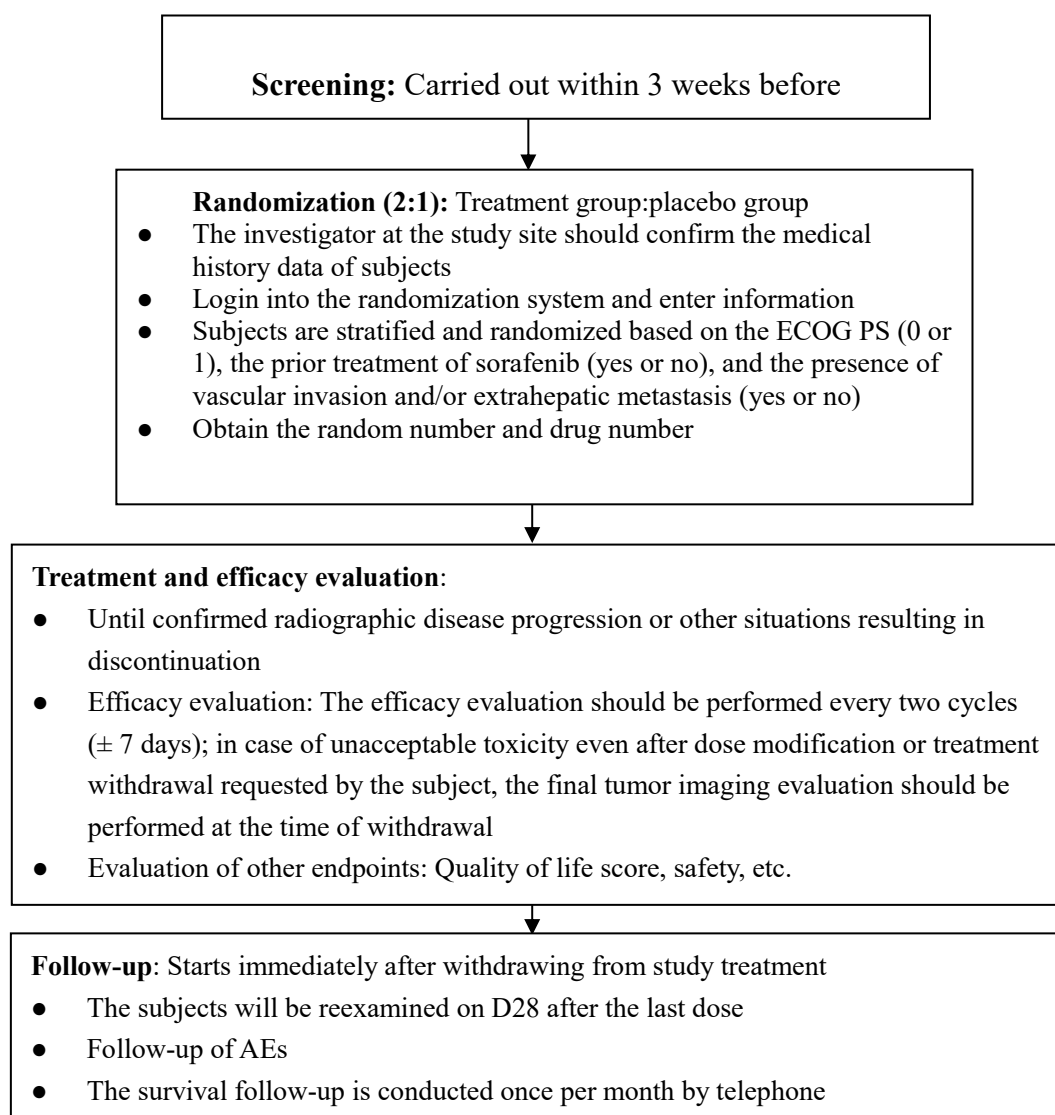 Screening: Carried out within 3 weeks before
Randomization (2:1): Treatment group:placebo group
● The investigator at the study site should confirm the medical
history data of subjects
● Login into the randomization system and enter information
● Subjects are stratified and randomized based on the ECOG PS (0 or
1), the prior treatment of sorafenib (yes or no), and the presence of
vascular invasion and/or extrahepatic metastasis (yes or no)
● Obtain the random number and drug number
Treatment and efficacy evaluation:
● Until confirmed radiographic disease progression or other situations resulting in
discontinuation
● Efficacy evaluation: The efficacy evaluation should be performed every two cycles
(± 7 days); in case of unacceptable toxicity even after dose modification or treatment
withdrawal requested by the subject, the final tumor imaging evaluation should be
performed at the time of withdrawal
● Evaluation of other endpoints: Quality of life score, safety, etc.
Follow-up: Starts immediately after withdrawing from study treatment
● The subjects will be reexamined on D28 after the last dose
● Follow-up of AEs
● The survival follow-up is conducted once per month by telephone